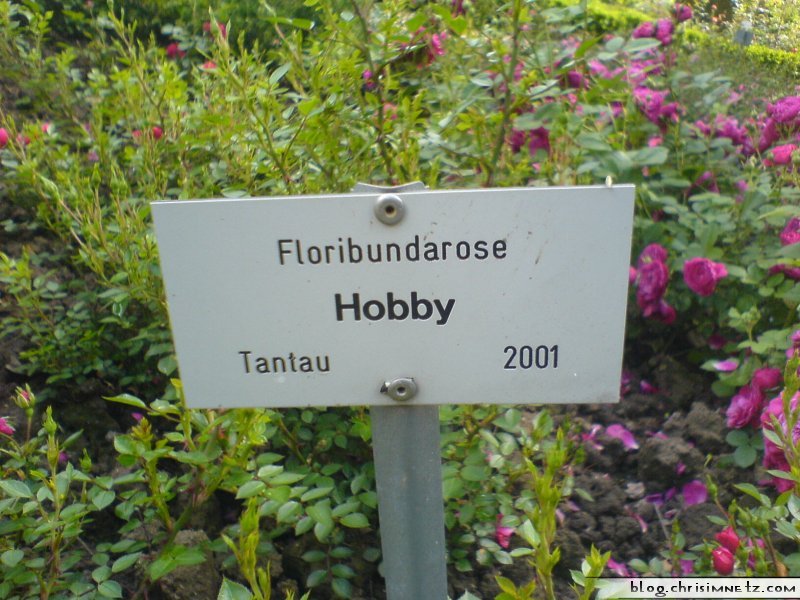 Floribundarose
Hobby
Tantau 2001
blog.chrisimnetz.com